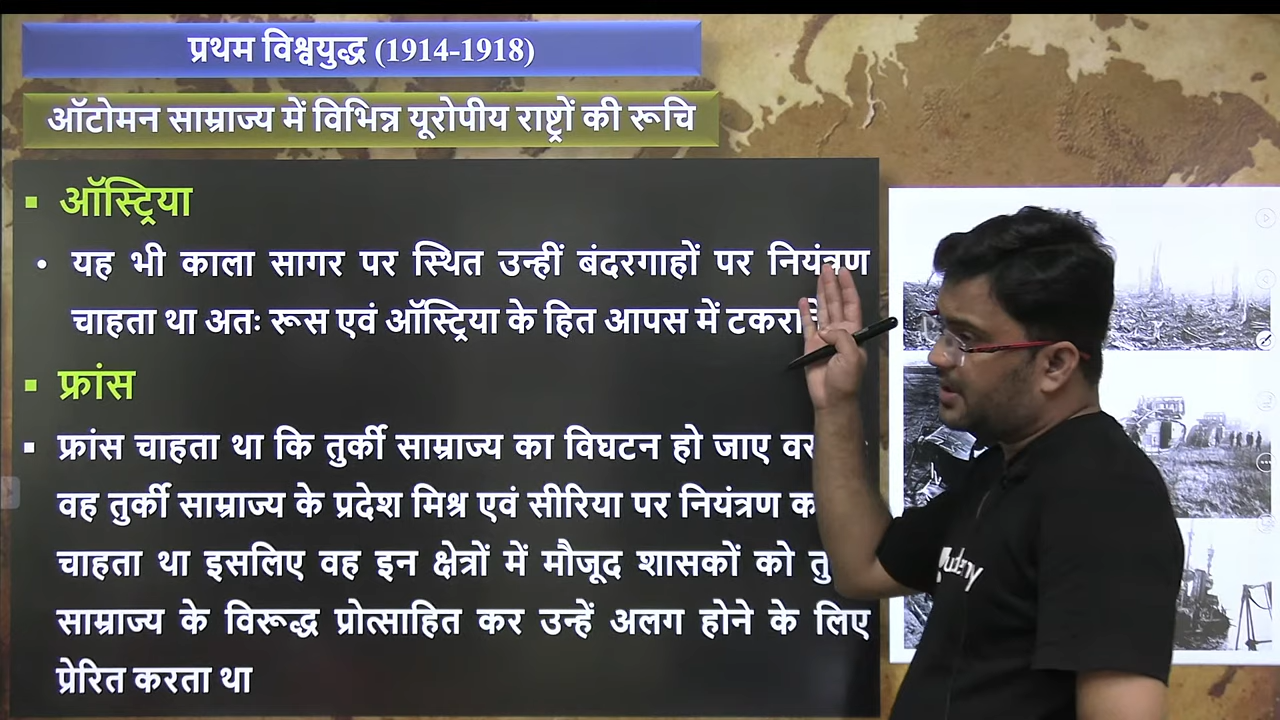 प्रथम विश्वयुद्ध (1914-1918)
ऑटोमन साम्राज्य में विभिन्न यूरोपीय राष्ट्रों की रूचि
ऑस्ट्रिया
यह भी काला सागर पर स्थित उन्हीं बंदरगाहों पर नियंत्रण
चाहता था अतः रूस एवं ऑस्ट्रिया के हित आपस में
फ्रांस
फ्रांस चाहता था कि तुर्की साम्राज्य का विघटन हो जाए
वह तुर्की साम्राज्य के प्रदेश मिश्र एवं सीरिया पर नियंत्रण
चाहता था इसलिए वह इन क्षेत्रों में मौजूद शासकों को
साम्राज्य के विरूद्ध प्रोत्साहित कर उन्हें अलग होने के लिए
प्रेरित करता था